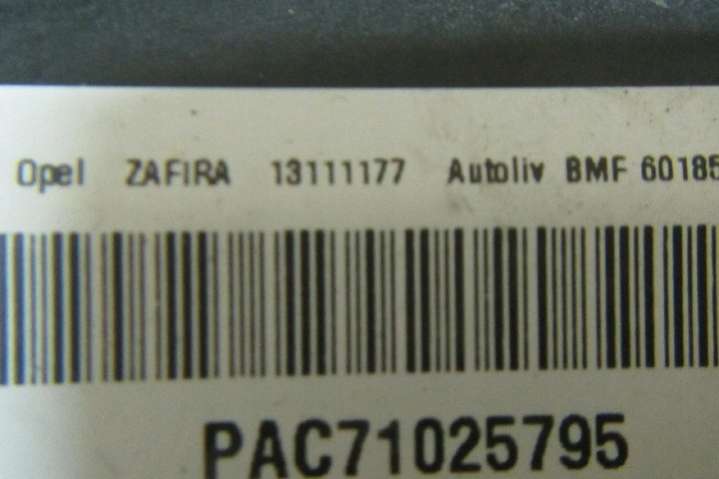 Opel ZAFIRA 13111177 Autoliv BMF 60185
PAC71025795